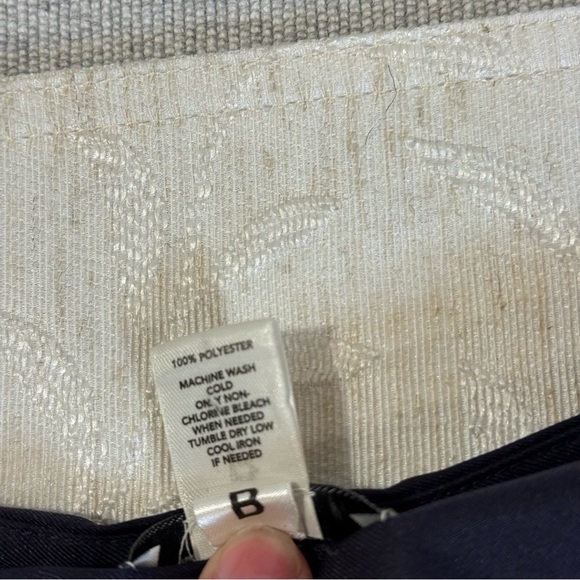 100% POLYESTER
MACHINE WASH
COLD
ONLY NON-
CHLORINE BLEACH
WHEN NEEDED
TUMBLE DRY LOW
COOL IRON
IF NEEDED
B